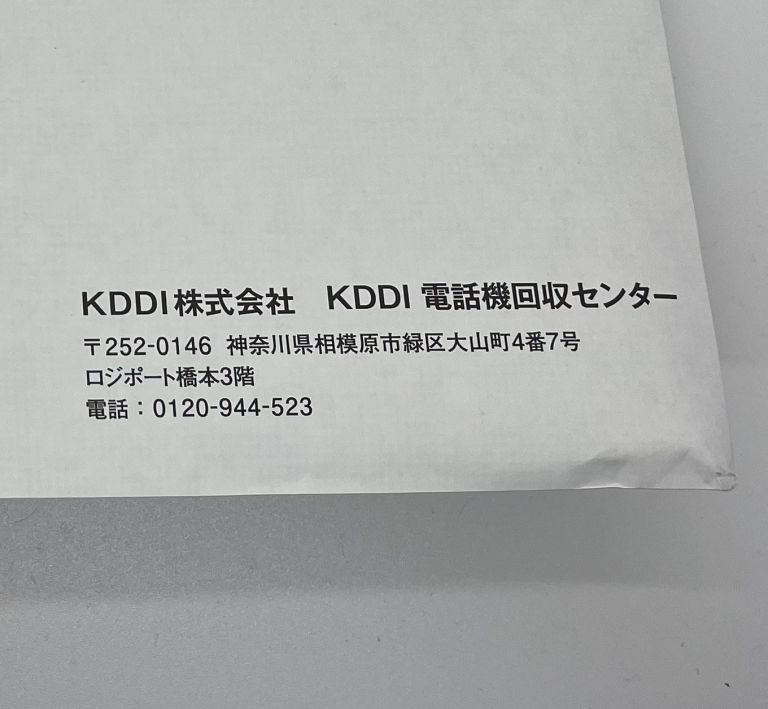 KDDI株式会社　KDDI 電話機回収センター
〒252-0146 神奈川県相模原市緑区大山町4番7号
ロジポート橋本3階
電話：0120-944-523